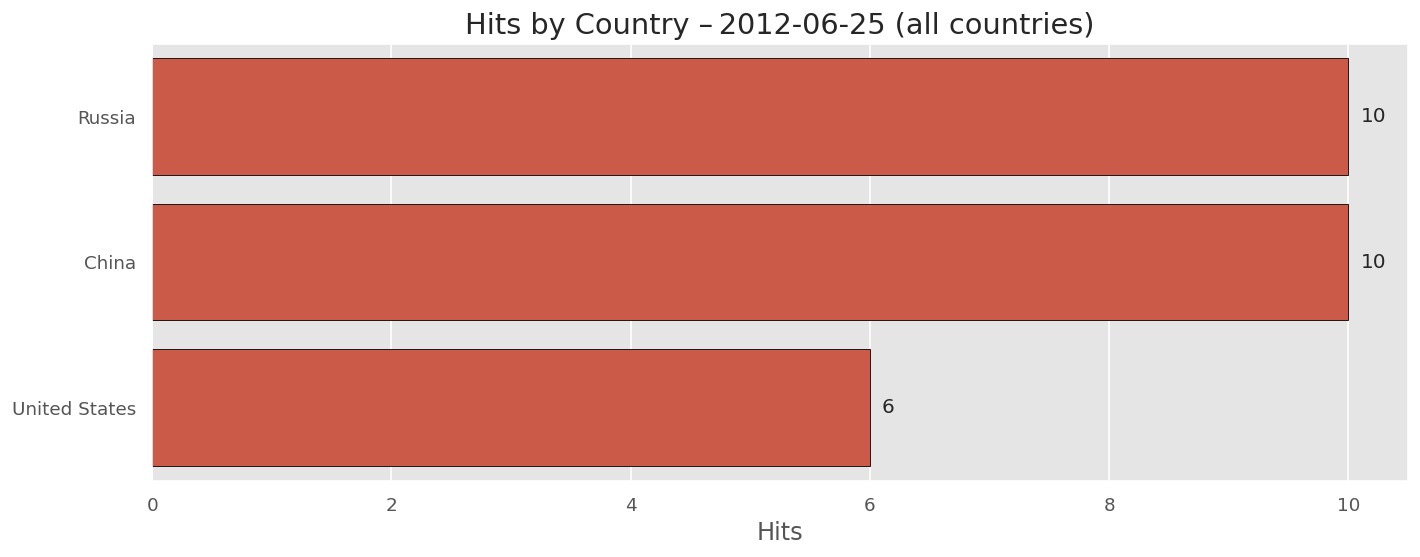 Hits by Country – 2012-06-25 (all countries)
Russia
10
China
10
United States
6
0 2 4 6 8 10
Hits